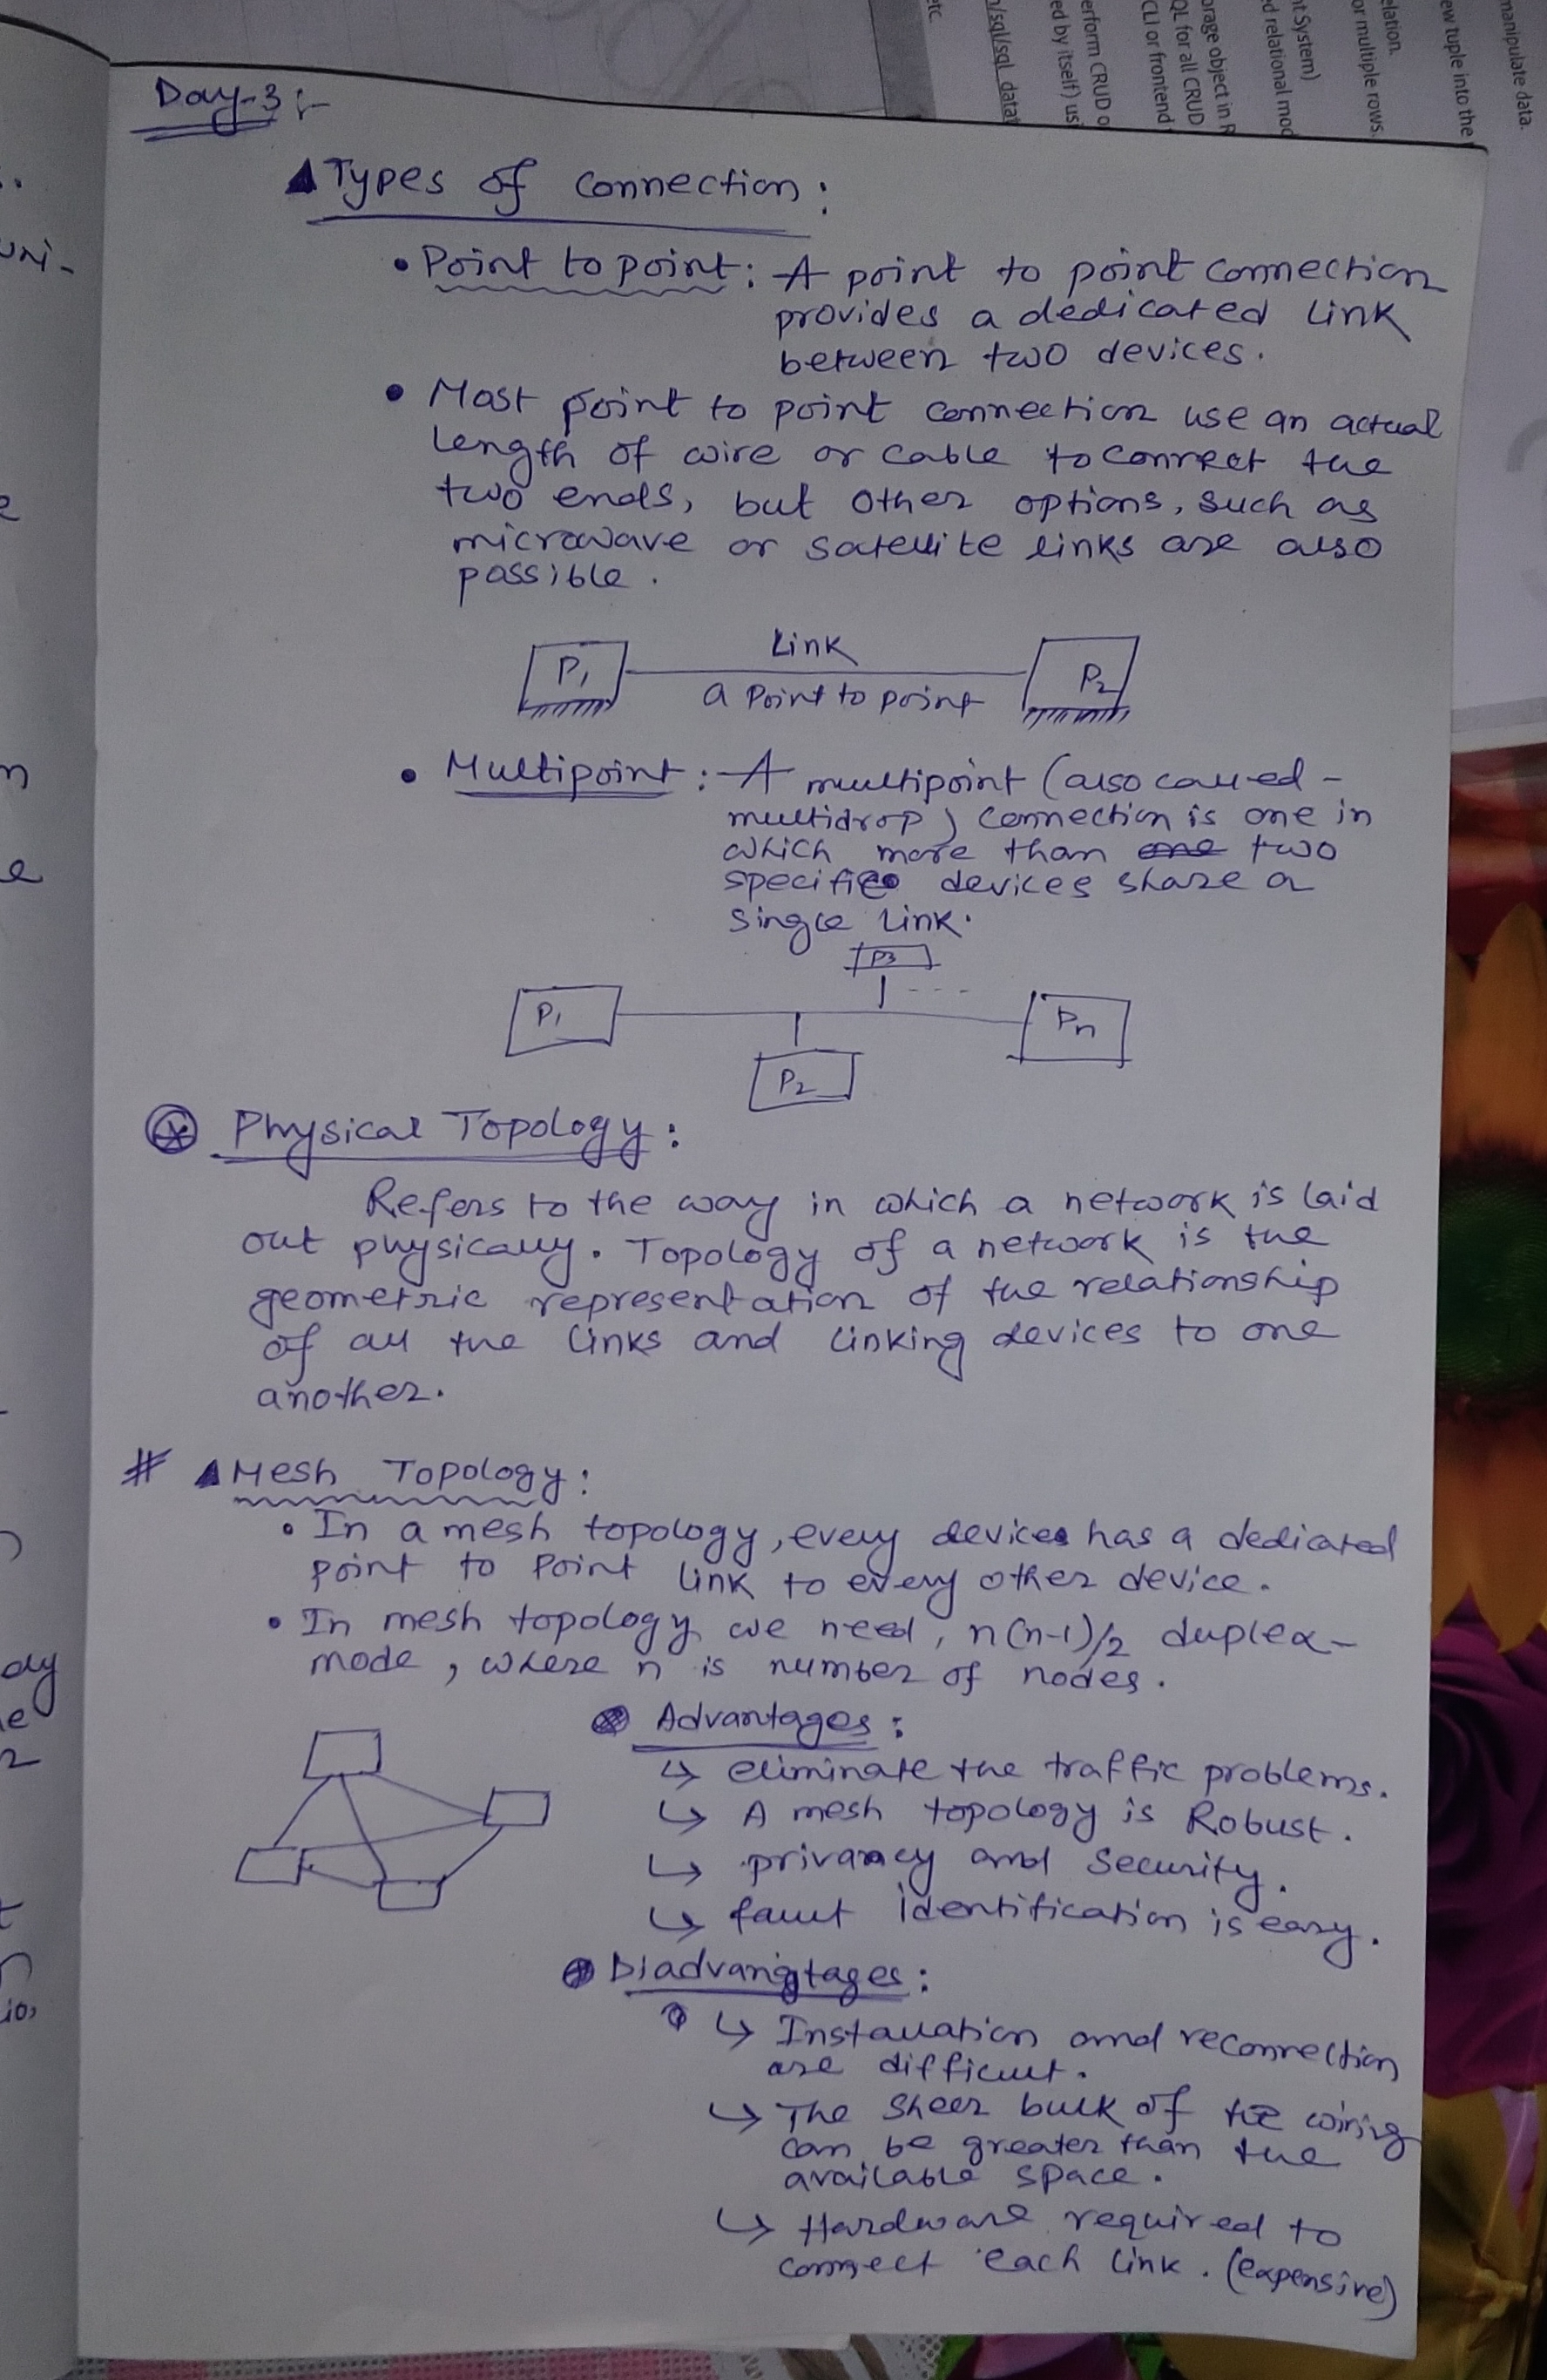 Day-3:-
Types of connection:
• Point to point: A point to point connection
provides a dedicated link
between two devices.
• Most point to point connection use an actual
length of wire or cable to connect the
two ends, but other options, such as
microwave or satellite links are also
possible.
Link
P1
P2
a Point to point
• Multipoint: A multipoint (also called-
multidrop) connection is one in
which more than one two
specific devices share a
single link.
P3
P1
Pn
P2
Physical Topology:
Refers to the way in which a network is laid
out physically. Topology of a network is the
geometric representation of the relationship
of all the links and linking devices to one
another.
# Mesh Topology:
• In a mesh topology, every devices has a dedicated
point to point link to every other device.
• In mesh topology we need, n(n-1)/2 duplex-
mode, where n is number of nodes.
Advantages:
↳ eliminate the traffic problems.
↳ A mesh topology is Robust.
↳ privancy and security.
↳ fault identification is easy.
Diadvangtages:
↳ Installation and reconnection
are difficult.
↳ The sheer bulk of the wiring
can be greater than the
available space.
↳ Hardware required to
connect each link. (expensive)
etc.
n/sql/sql_datat
ed by itself) us
erform CRUD o
CLI or frontend
QL for all CRUD
orage object in R
d relational mod
nt System)
or multiple rows.
elation.
ew tuple into the
manipulate data.
uni-
n
e
dy